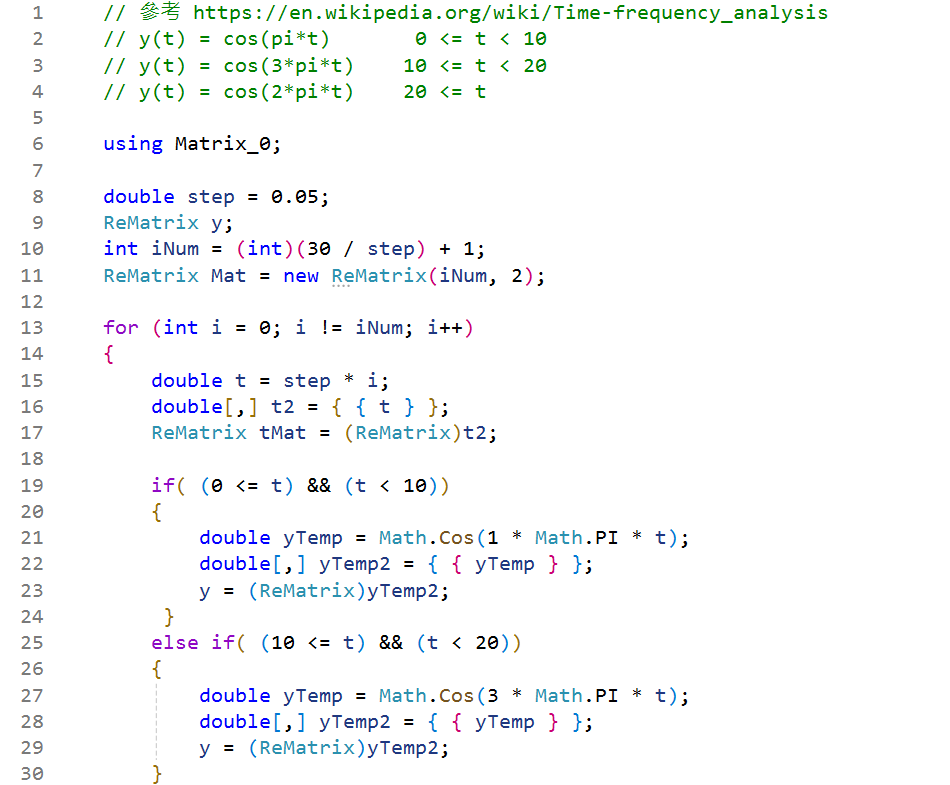 1 // 參考 https://en.wikipedia.org/wiki/Time-frequency_analysis
2 // y(t) = cos(pi*t)       0 <= t < 10
3 // y(t) = cos(3*pi*t)    10 <= t < 20
4 // y(t) = cos(2*pi*t)    20 <= t
5
6 using Matrix_0;
7
8 double step = 0.05;
9 ReMatrix y;
10 int iNum = (int)(30 / step) + 1;
11 ReMatrix Mat = new ReMatrix(iNum, 2);
12
13 for (int i = 0; i != iNum; i++)
14 {
15     double t = step * i;
16     double[,] t2 = { { t } };
17     ReMatrix tMat = (ReMatrix)t2;
18
19     if( (0 <= t) && (t < 10))
20     {
21         double yTemp = Math.Cos(1 * Math.PI * t);
22         double[,] yTemp2 = { { yTemp } };
23         y = (ReMatrix)yTemp2;
24      }
25     else if( (10 <= t) && (t < 20))
26     {
27         double yTemp = Math.Cos(3 * Math.PI * t);
28         double[,] yTemp2 = { { yTemp } };
29         y = (ReMatrix)yTemp2;
30     }